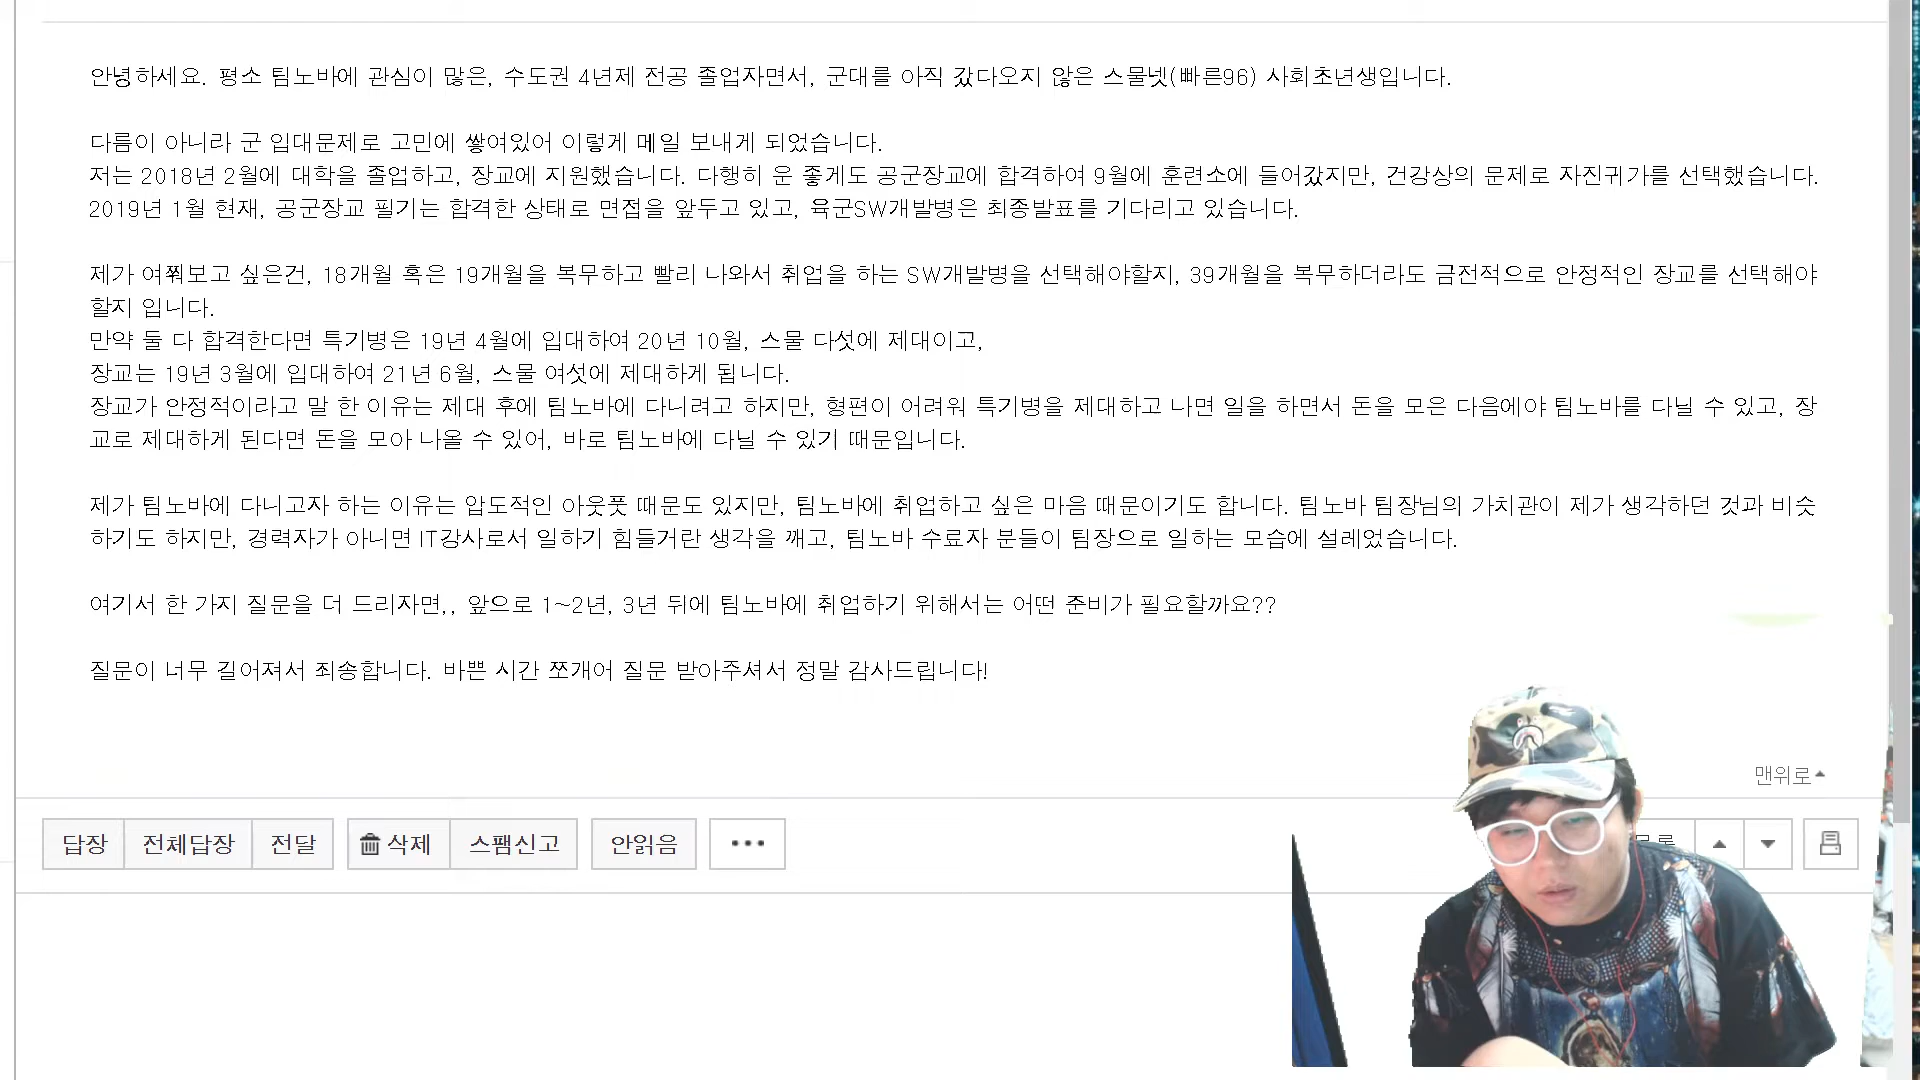 안녕하세요. 평소 팀노바에 관심이 많은, 수도권 4년제 전공 졸업자면서, 군대를 아직 갔다오지 않은 스물넷(빠른96) 사회초년생입니다.
다름이 아니라 군 입대문제로 고민에 쌓여있어 이렇게 메일 보내게 되었습니다.
저는 2018년 2월에 대학을 졸업하고, 장교에 지원했습니다. 다행히 운 좋게도 공군장교에 합격하여 9월에 훈련소에 들어갔지만, 건강상의 문제로 자진귀가를 선택했습니다.
2019년 1월 현재, 공군장교 필기는 합격한 상태로 면접을 앞두고 있고, 육군SW개발병은 최종발표를 기다리고 있습니다.
제가 여쭤보고 싶은건, 18개월 혹은 19개월을 복무하고 빨리 나와서 취업을 하는 SW개발병을 선택해야할지, 39개월을 복무하더라도 금전적으로 안정적인 장교를 선택해야
할지 입니다.
만약 둘 다 합격한다면 특기병은 19년 4월에 입대하여 20년 10월, 스물 다섯에 제대이고,
장교는 19년 3월에 입대하여 21년 6월, 스물 여섯에 제대하게 됩니다.
장교가 안정적이라고 말 한 이유는 제대 후에 팀노바에 다니려고 하지만, 형편이 어려워 특기병을 제대하고 나면 일을 하면서 돈을 모은 다음에야 팀노바를 다닐 수 있고, 장
교로 제대하게 된다면 돈을 모아 나올 수 있어, 바로 팀노바에 다닐 수 있기 때문입니다.
제가 팀노바에 다니고자 하는 이유는 압도적인 아웃풋 때문도 있지만, 팀노바에 취업하고 싶은 마음 때문이기도 합니다. 팀노바 팀장님의 가치관이 제가 생각하던 것과 비슷
하기도 하지만, 경력자가 아니면 IT강사로서 일하기 힘들거란 생각을 깨고, 팀노바 수료자 분들이 팀장으로 일하는 모습에 설레었습니다.
여기서 한 가지 질문을 더 드리자면,, 앞으로 1~2년, 3년 뒤에 팀노바에 취업하기 위해서는 어떤 준비가 필요할까요??
질문이 너무 길어져서 죄송합니다. 바쁜 시간 쪼개어 질문 받아주셔서 정말 감사드립니다!
맨위로
답장 전체답장 전달 삭제 스팸신고 안읽음